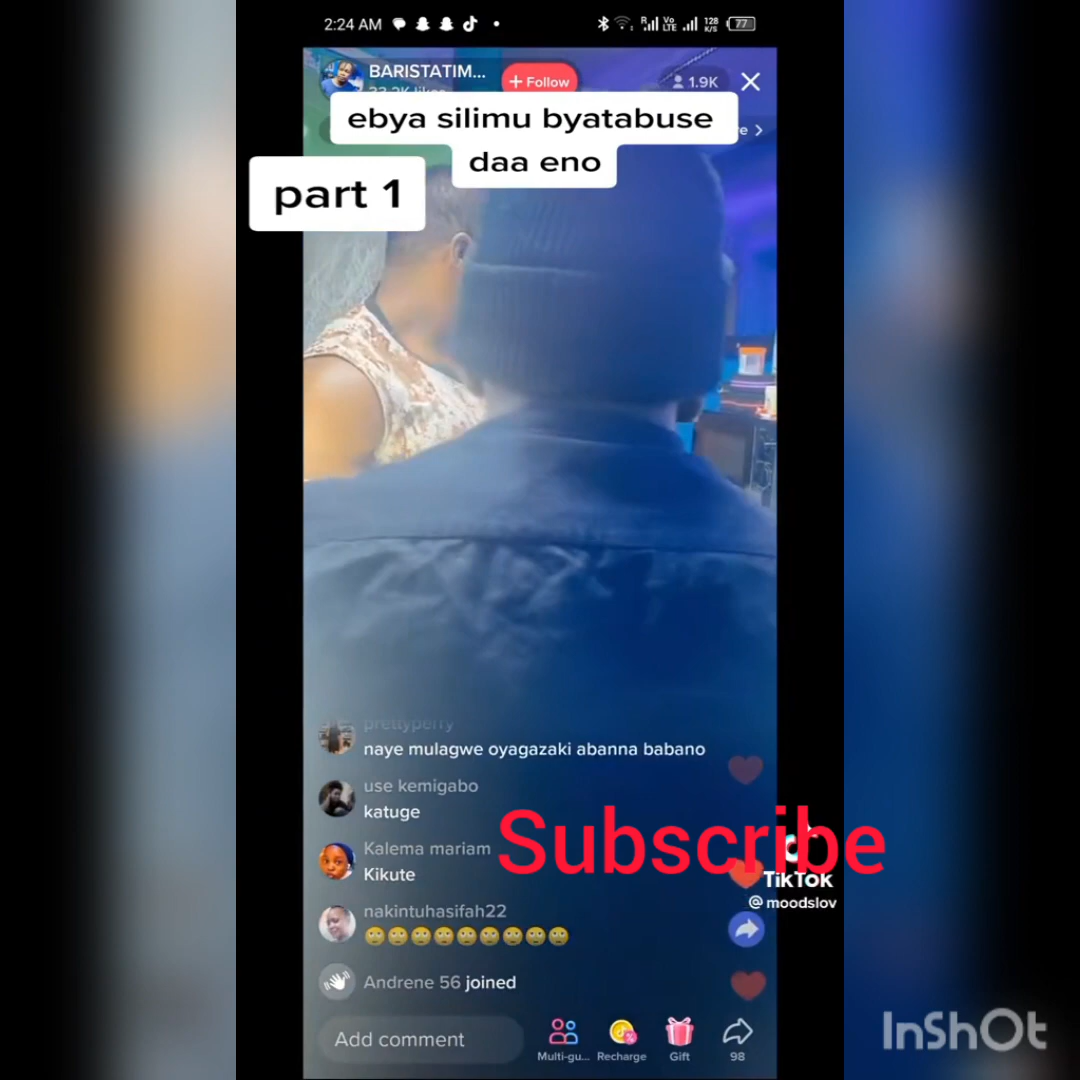 2:24 AM
128
K/S
77
BARISTATIM...
+ Follow
1.9K
ebya silimu byatabuse
daa eno
part 1
prettyperry
naye mulagwe oyagazaki abanna babano
use kemigabo
katuge
Kalema mariam
Kikute
Subscribe
TikTok
@ moodslov
nakintuhasifah22
Andrene 56 joined
Add comment
Multi-gu...
Recharge
Gift
98
InShOt